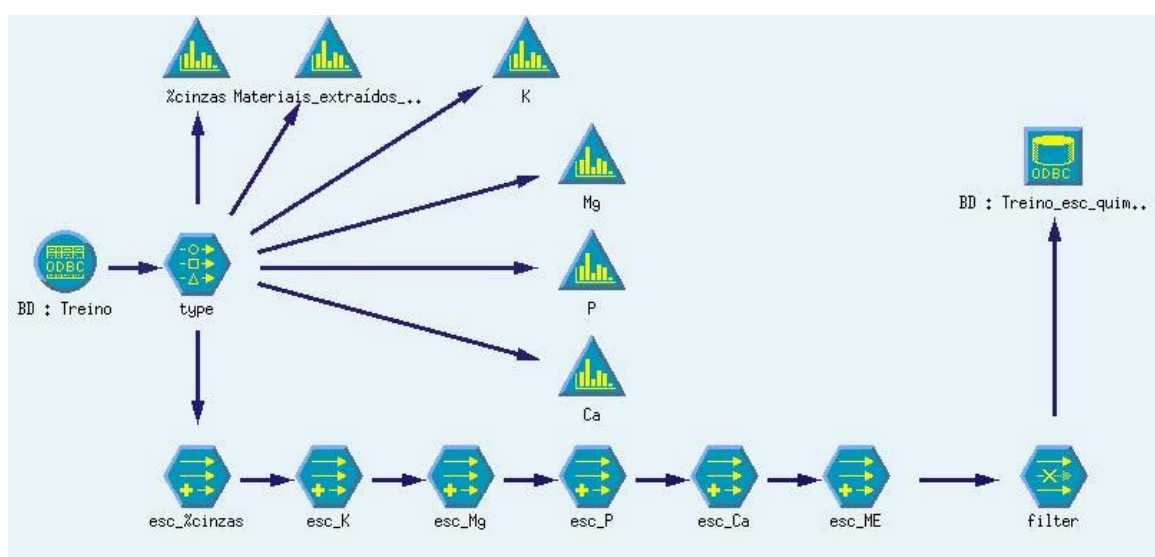 %cinzas
Materiais_extraídos_..
K
Mg
ODBC
BD : Treino_esc_quim..
ODBC
BD : Treino
type
P
Ca
esc_%cinzas
esc_K
esc_Mg
esc_P
esc_Ca
esc_ME
filter